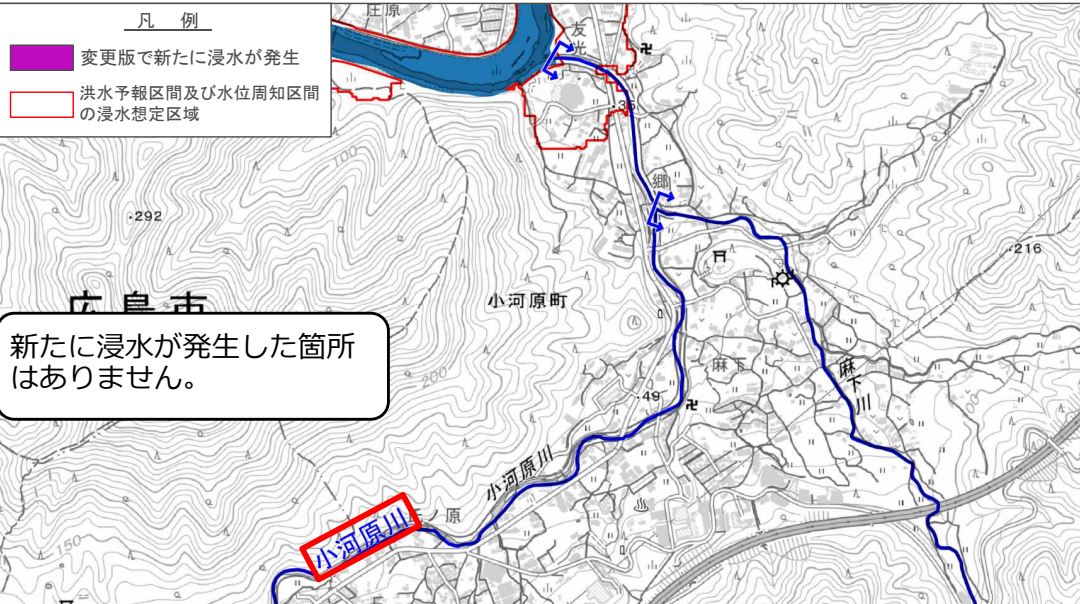 凡　例
変更版で新たに浸水が発生
洪水予報区間及び水位周知区間
の浸水想定区域
庄原
友光
35
郷
100
292
216
広島市
小河原町
新たに浸水が発生した箇所
はありません。
200
麻下
麻下川
49
小河原川
ノ原
小河原川
150